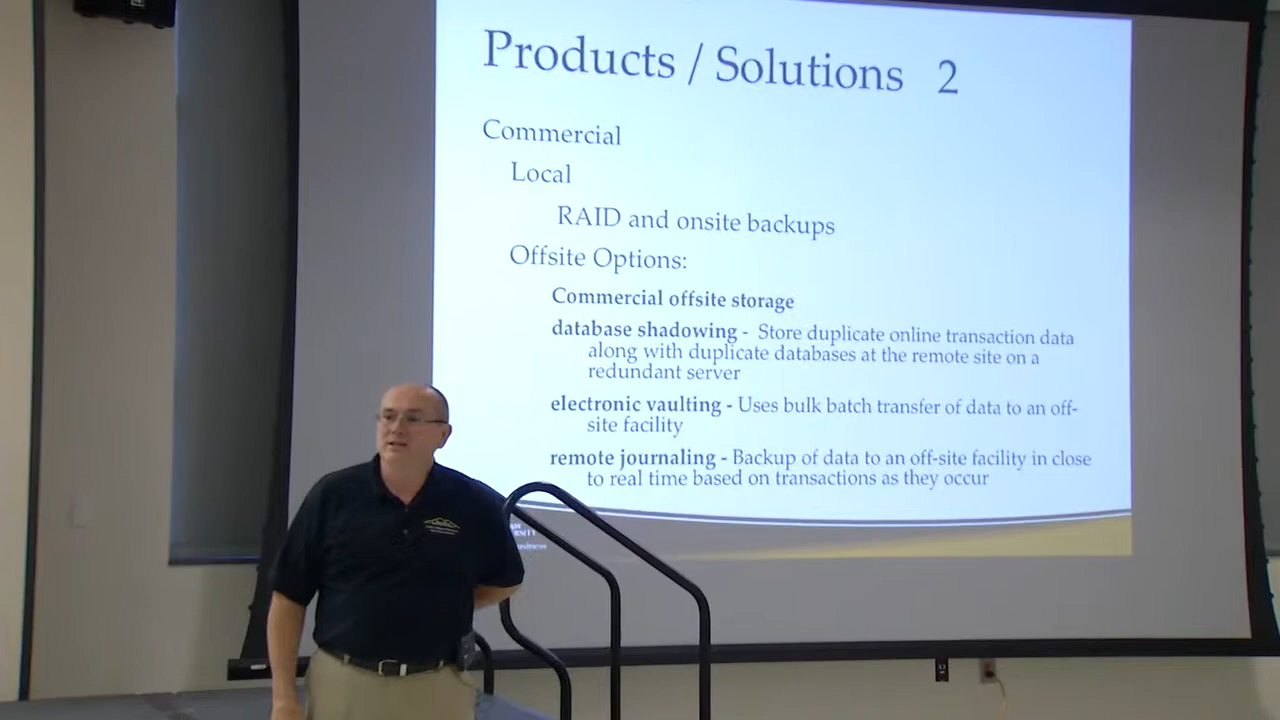 Products / Solutions 2
Commercial
Local
RAID and onsite backups
Offsite Options:
Commercial offsite storage
database shadowing - Store duplicate online transaction data
along with duplicate databases at the remote site on a
redundant server
electronic vaulting - Uses bulk batch transfer of data to an off-
site facility
remote journaling - Backup of data to an off-site facility in close
to real time based on transactions as they occur